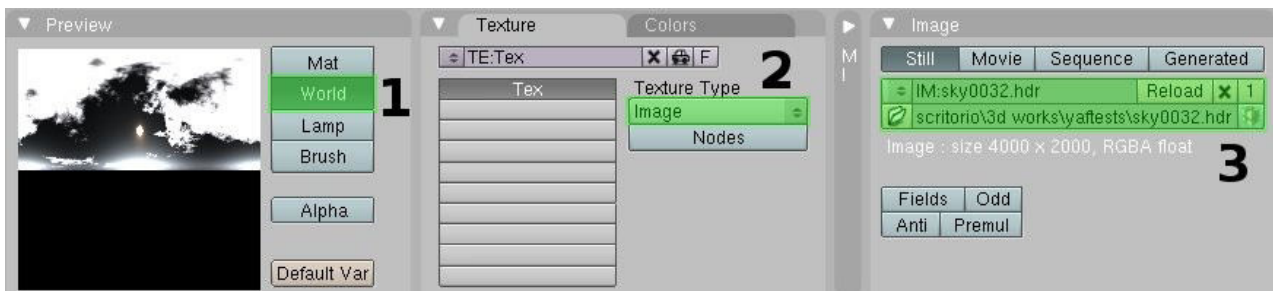 Preview
Mat
World
1
Lamp
Brush
Alpha
Default Var
Texture
Colors
TE:Tex
F
Tex
2
Texture Type
Image
Nodes
M
I
Image
Still Movie Sequence Generated
IM:sky0032.hdr Reload 1
scritorio\3d works\yaftests\sky0032.hdr
Image : size 4000 x 2000, RGBA float
3
Fields Odd
Anti Premul